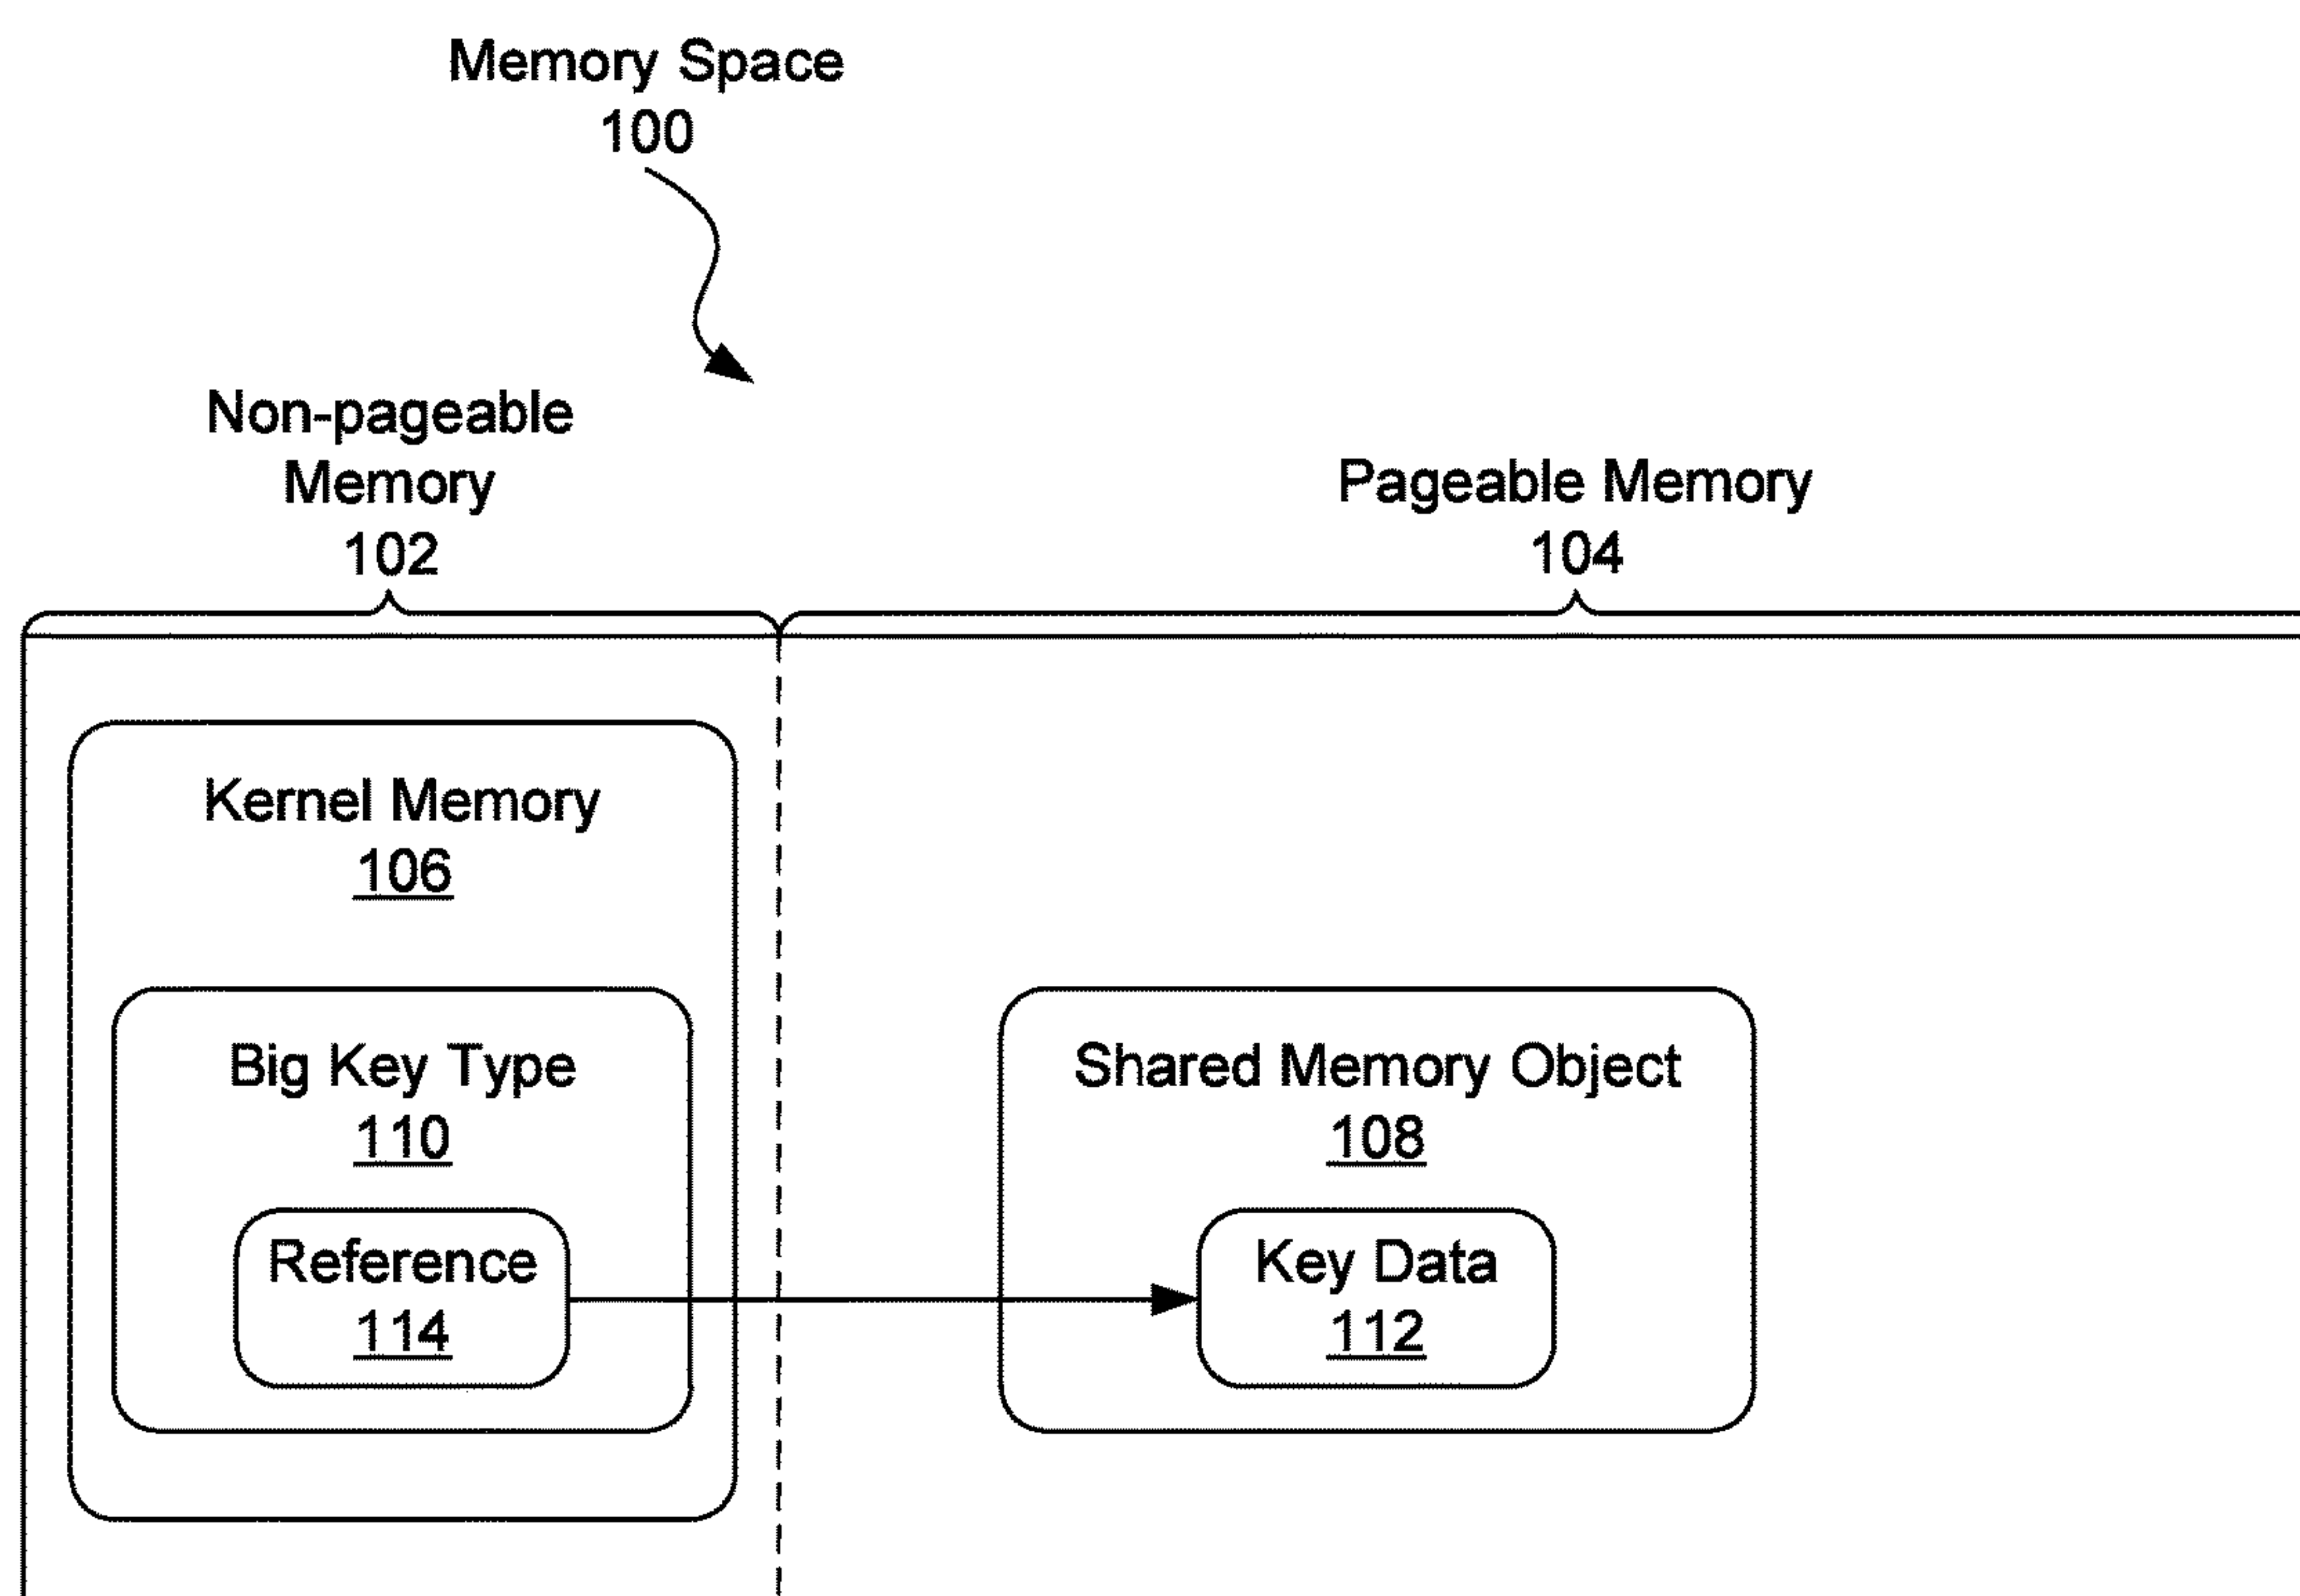 Memory Space
100
Non-pageable
Memory
102
Pageable Memory
104
Kernel Memory
106
Big Key Type
110
Reference
114
Shared Memory Object
108
Key Data
112